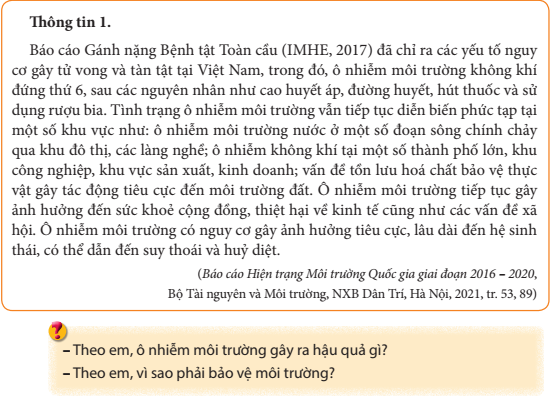 Thông tin 1.
Báo cáo Gánh nặng Bệnh tật Toàn cầu (IMHE, 2017) đã chỉ ra các yếu tố nguy
cơ gây tử vong và tàn tật tại Việt Nam, trong đó, ô nhiễm môi trường không khí
đứng thứ 6, sau các nguyên nhân như cao huyết áp, đường huyết, hút thuốc và sử
dụng rượu bia. Tình trạng ô nhiễm môi trường vẫn tiếp tục diễn biến phức tạp tại
một số khu vực như: ô nhiễm môi trường nước ở một số đoạn sông chính chảy
qua khu đô thị, các làng nghề; ô nhiễm không khí tại một số thành phố lớn, khu
công nghiệp, khu vực sản xuất, kinh doanh; vấn đề tồn lưu hoá chất bảo vệ thực
vật gây tác động tiêu cực đến môi trường đất. Ô nhiễm môi trường tiếp tục gây
ảnh hưởng đến sức khoẻ cộng đồng, thiệt hại về kinh tế cũng như các vấn đề xã
hội. Ô nhiễm môi trường có nguy cơ gây ảnh hưởng tiêu cực, lâu dài đến hệ sinh
thái, có thể dẫn đến suy thoái và huỷ diệt.
(Báo cáo Hiện trạng Môi trường Quốc gia giai đoạn 2016 – 2020,
Bộ Tài nguyên và Môi trường, NXB Dân Trí, Hà Nội, 2021, tr. 53, 89)
– Theo em, ô nhiễm môi trường gây ra hậu quả gì?
– Theo em, vì sao phải bảo vệ môi trường?